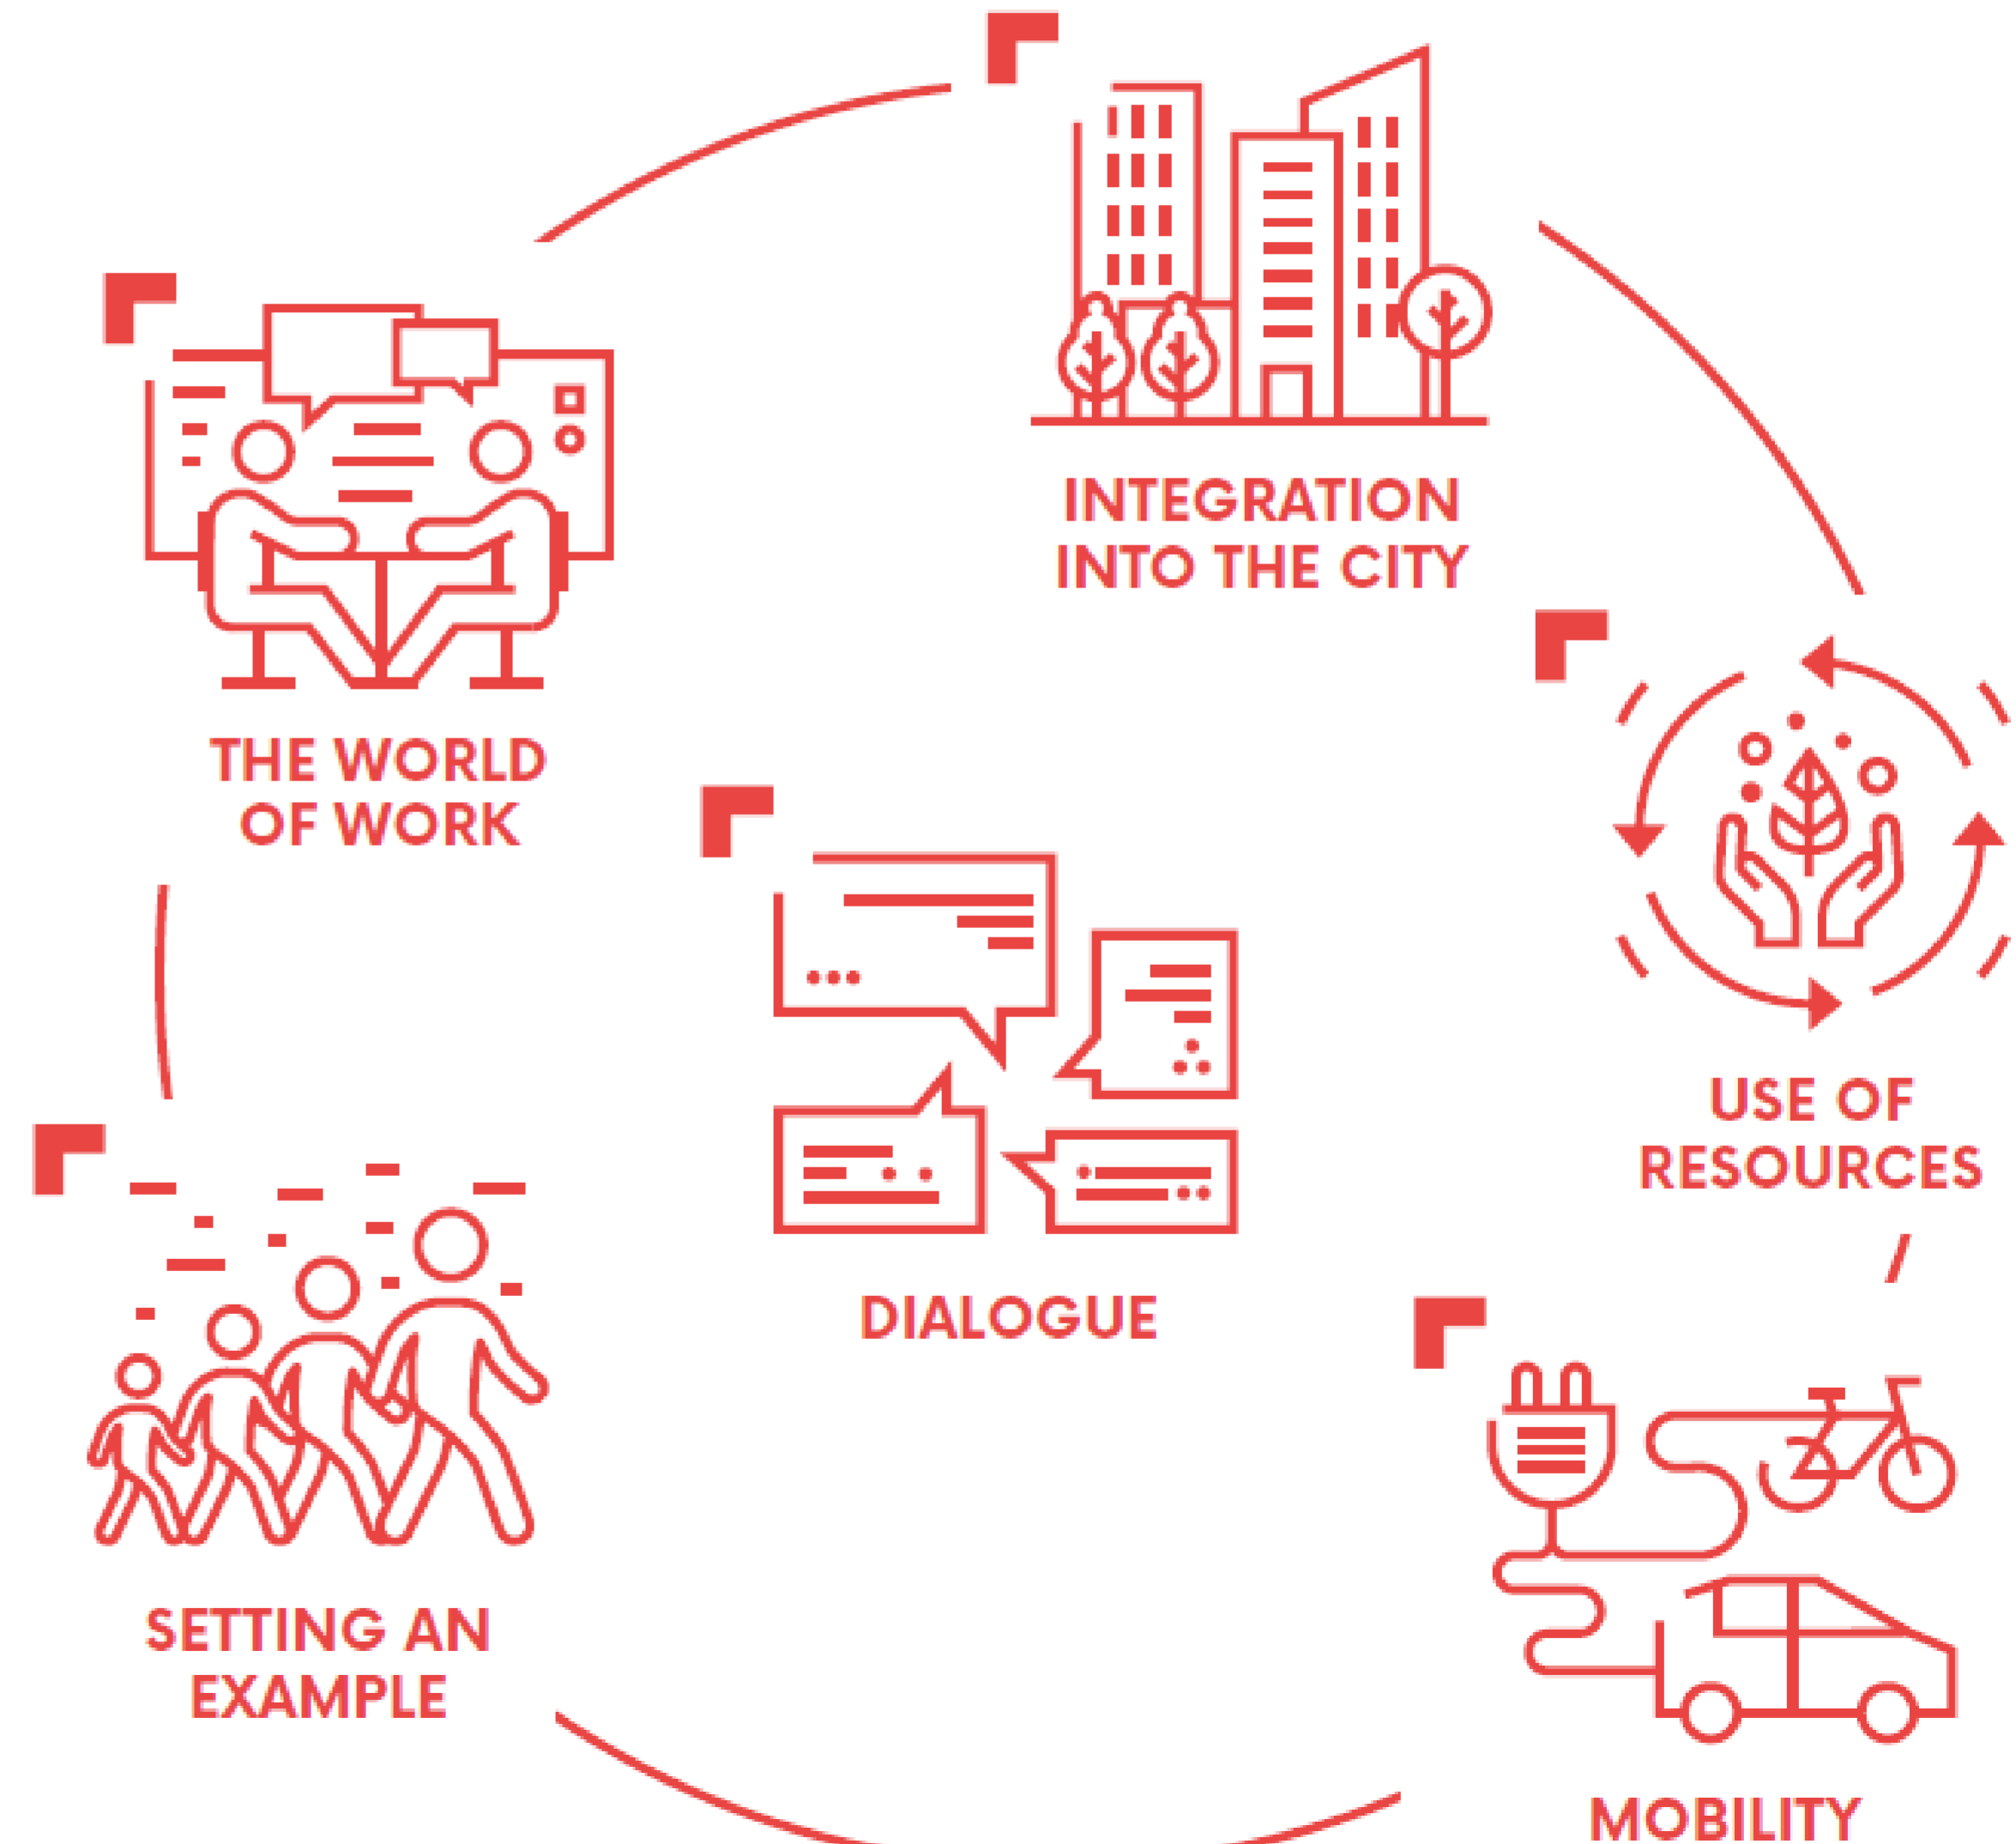 INTEGRATION
INTO THE CITY
THE WORLD
OF WORK
USE OF
RESOURCES
DIALOGUE
SETTING AN
EXAMPLE
MOBILITY